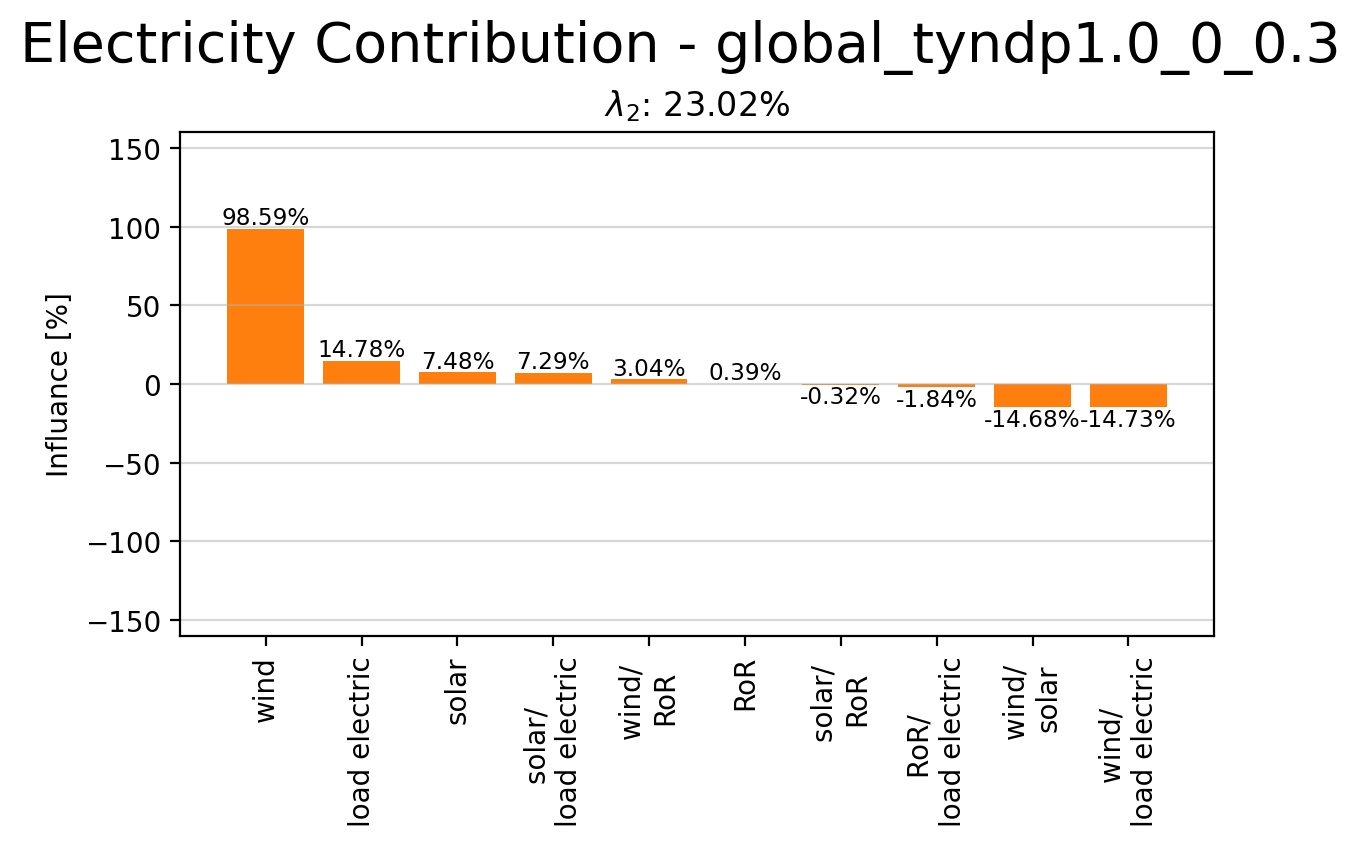 Electricity Contribution - global_tyndp1.0_0_0.3
λ₂: 23.02%
150
100
50
0
−50
−100
−150
Influance [%]
98.59%
14.78%
7.48%
7.29%
3.04%
0.39%
-0.32%
-1.84%
-14.68%
-14.73%
wind
load electric
solar
solar/
load electric
wind/
RoR
RoR
solar/
RoR
RoR/
load electric
wind/
solar
wind/
load electric